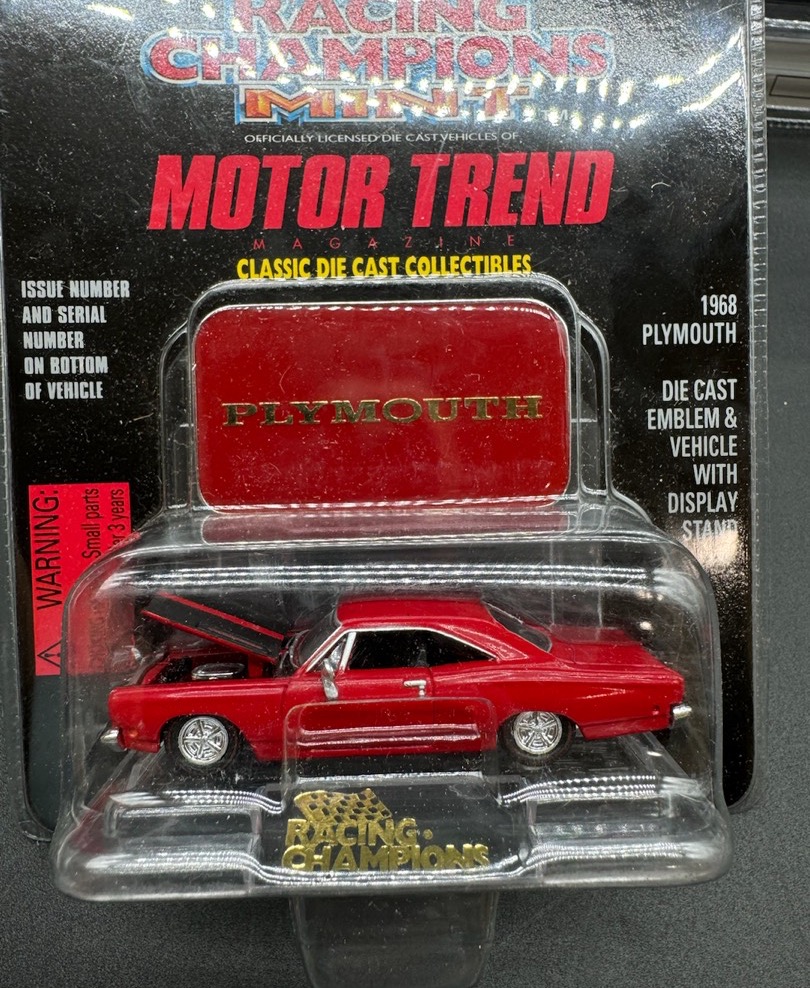 RACING
CHAMPIONS
MINT
OFFICIALLY LICENSED DIE CAST VEHICLES OF
MOTOR TREND
MAGAZINE
CLASSIC DIE CAST COLLECTIBLES
ISSUE NUMBER
AND SERIAL
NUMBER
ON BOTTOM
OF VEHICLE
1968
PLYMOUTH
DIE CAST
EMBLEM &
VEHICLE
WITH
DISPLAY
STAND
PLYMOUTH
WARNING:
Small parts
3 years
RACING
CHAMPIONS